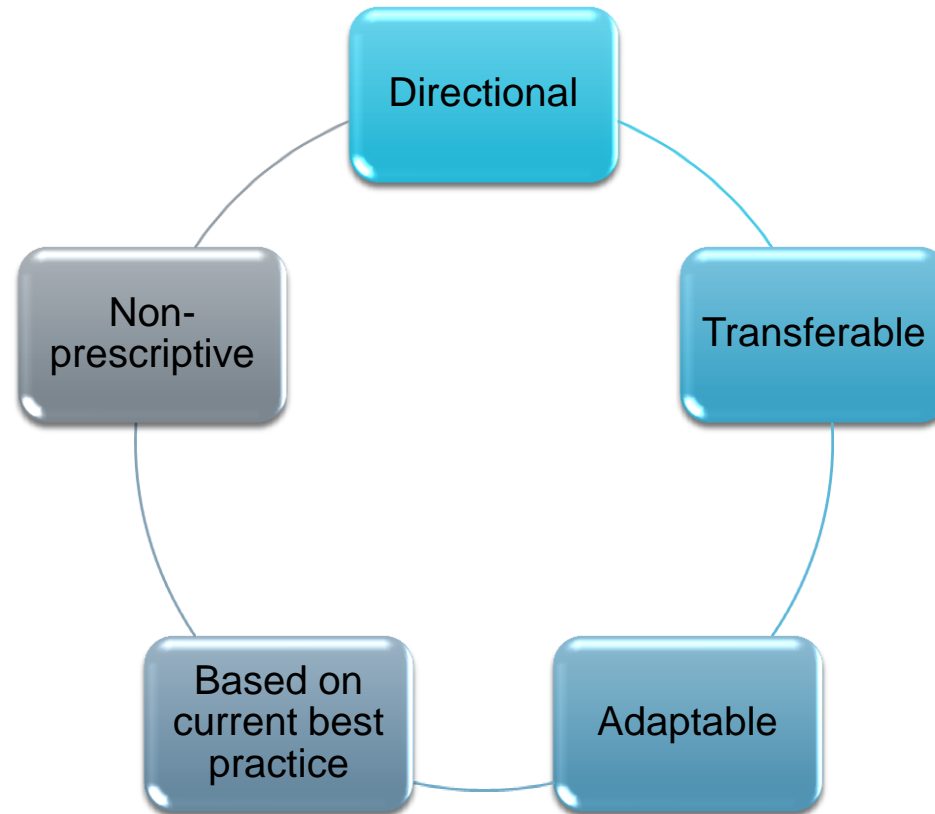 Directional
Transferable
Adaptable
Based on
current best
practice
Non-
prescriptive